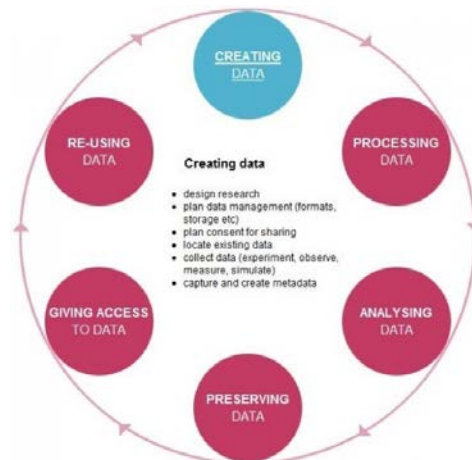 CREATING
DATA
PROCESSING
DATA
ANALYSING
DATA
PRESERVING
DATA
GIVING ACCESS
TO DATA
RE-USING
DATA
Creating data
• design research
• plan data management (formats,
storage etc)
• plan consent for sharing
• locate existing data
• collect data (experiment, observe,
measure, simulate)
• capture and create metadata